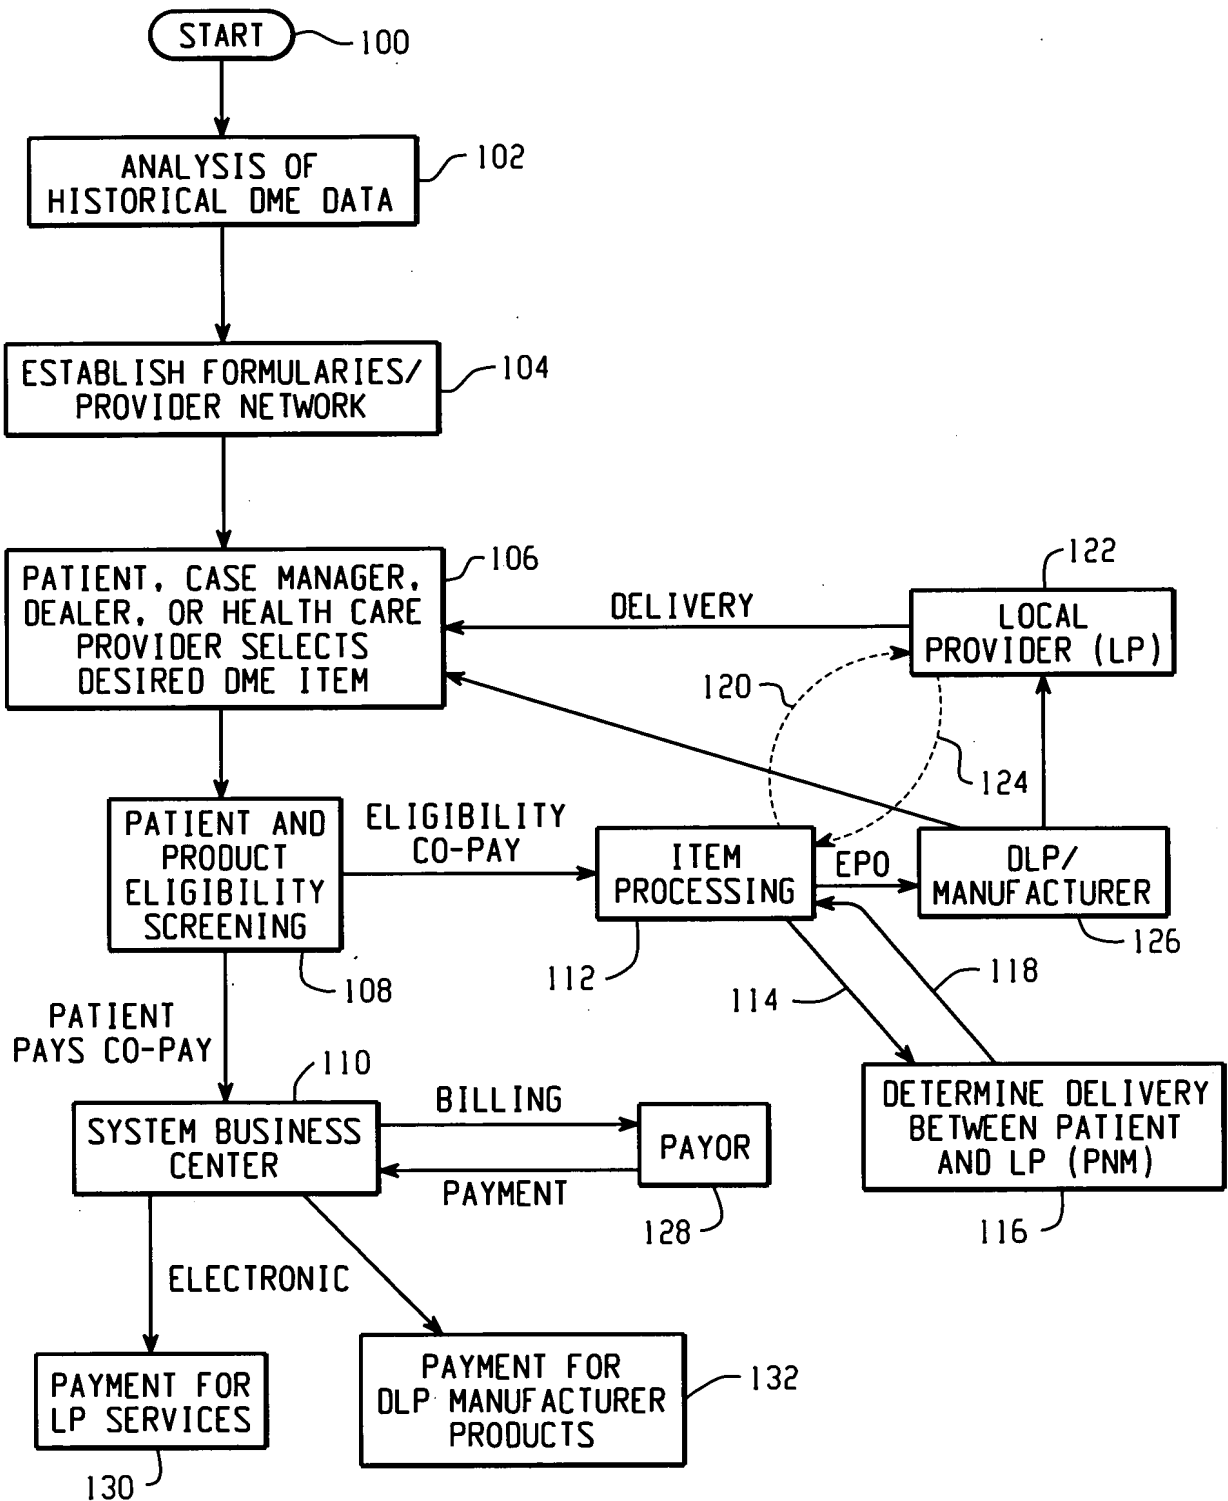 START
100
ANALYSIS OF
HISTORICAL DME DATA
102
ESTABLISH FORMULARIES/
PROVIDER NETWORK
104
PATIENT, CASE MANAGER,
DEALER, OR HEALTH CARE
PROVIDER SELECTS
DESIRED DME ITEM
106
DELIVERY
LOCAL
PROVIDER (LP)
122
120
124
PATIENT AND
PRODUCT
ELIGIBILITY
SCREENING
108
ELIGIBILITY
CO-PAY
ITEM
PROCESSING
112
EPO
DLP/
MANUFACTURER
126
114
118
PATIENT
PAYS CO-PAY
110
SYSTEM BUSINESS
CENTER
BILLING
PAYMENT
PAYOR
128
DETERMINE DELIVERY
BETWEEN PATIENT
AND LP (PNM)
116
ELECTRONIC
PAYMENT FOR
LP SERVICES
130
PAYMENT FOR
DLP MANUFACTURER
PRODUCTS
132